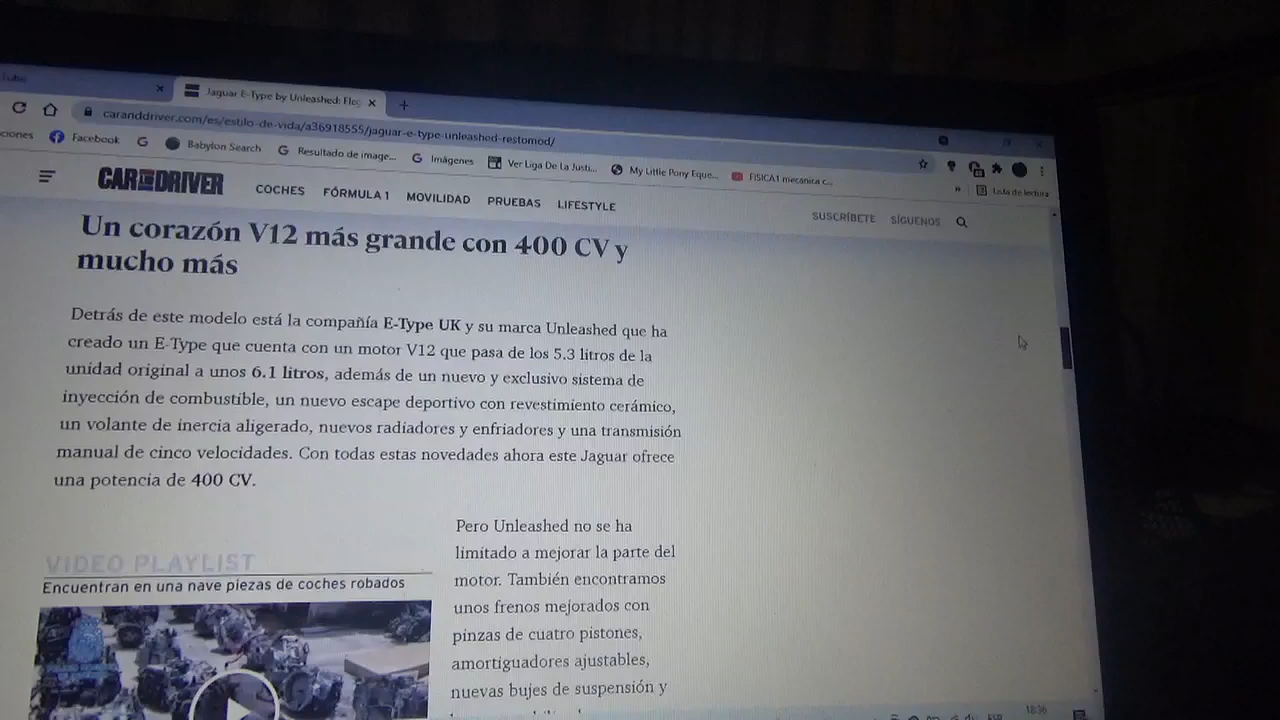 Tube
Jaguar E-Type by Unleashed: Eleg
caranddriver.com/es/estilo-de-vida/a36918555/jaguar-e-type-unleashed-restomod/
ciones Facebook Babylon Search Resultado de image... Imágenes Ver Liga De La Justi... My Little Pony Eque... FISICA1 mecanica c... » Lista de lectura
CAR AND DRIVER COCHES FÓRMULA 1 MOVILIDAD PRUEBAS LIFESTYLE SUSCRÍBETE SÍGUENOS
Un corazón V12 más grande con 400 CV y
mucho más
Detrás de este modelo está la compañía E-Type UK y su marca Unleashed que ha
creado un E-Type que cuenta con un motor V12 que pasa de los 5.3 litros de la
unidad original a unos 6.1 litros, además de un nuevo y exclusivo sistema de
inyección de combustible, un nuevo escape deportivo con revestimiento cerámico,
un volante de inercia aligerado, nuevos radiadores y enfriadores y una transmisión
manual de cinco velocidades. Con todas estas novedades ahora este Jaguar ofrece
una potencia de 400 CV.
VIDEO PLAYLIST
Encuentran en una nave piezas de coches robados
Pero Unleashed no se ha
limitado a mejorar la parte del
motor. También encontramos
unos frenos mejorados con
pinzas de cuatro pistones,
amortiguadores ajustables,
nuevas bujes de suspensión y
18:36